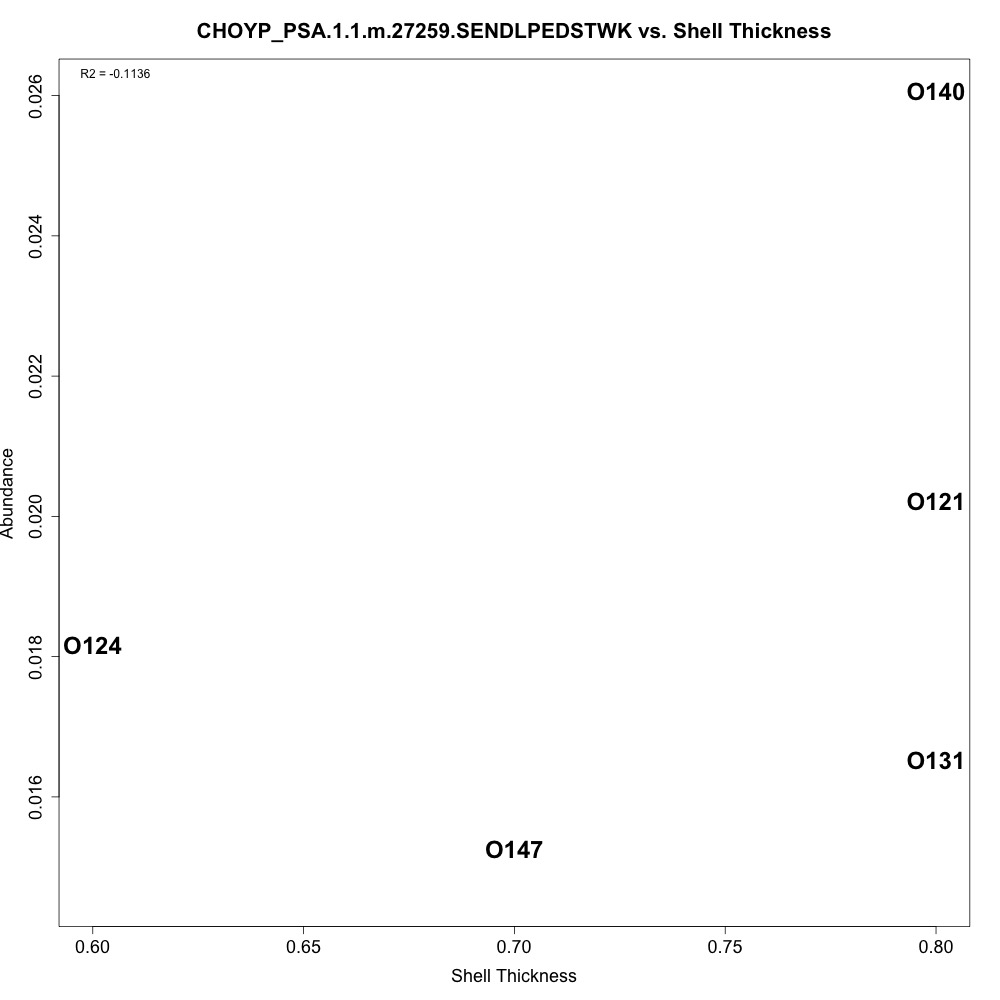 CHOYP_PSA.1.1.m.27259.SENDLPEDSTWK vs. Shell Thickness
R2 = -0.1136
0.026
0.024
0.022
0.020
0.018
0.016
Abundance
O140
O121
O124
O131
O147
0.60 0.65 0.70 0.75 0.80
Shell Thickness